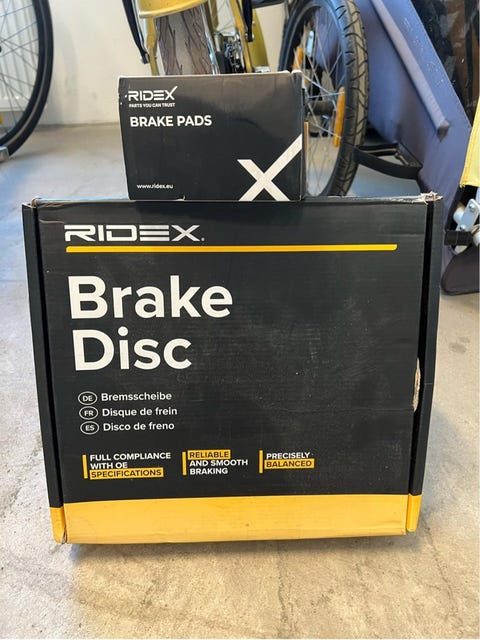 RIDEX
PARTS YOU CAN TRUST
BRAKE PADS
www.ridex.eu
X
RIDEX
Brake
Disc
DE Bremsscheibe
FR Disque de frein
ES Disco de freno
FULL COMPLIANCE
WITH OE
SPECIFICATIONS
RELIABLE
AND SMOOTH
BRAKING
PRECISELY
BALANCED